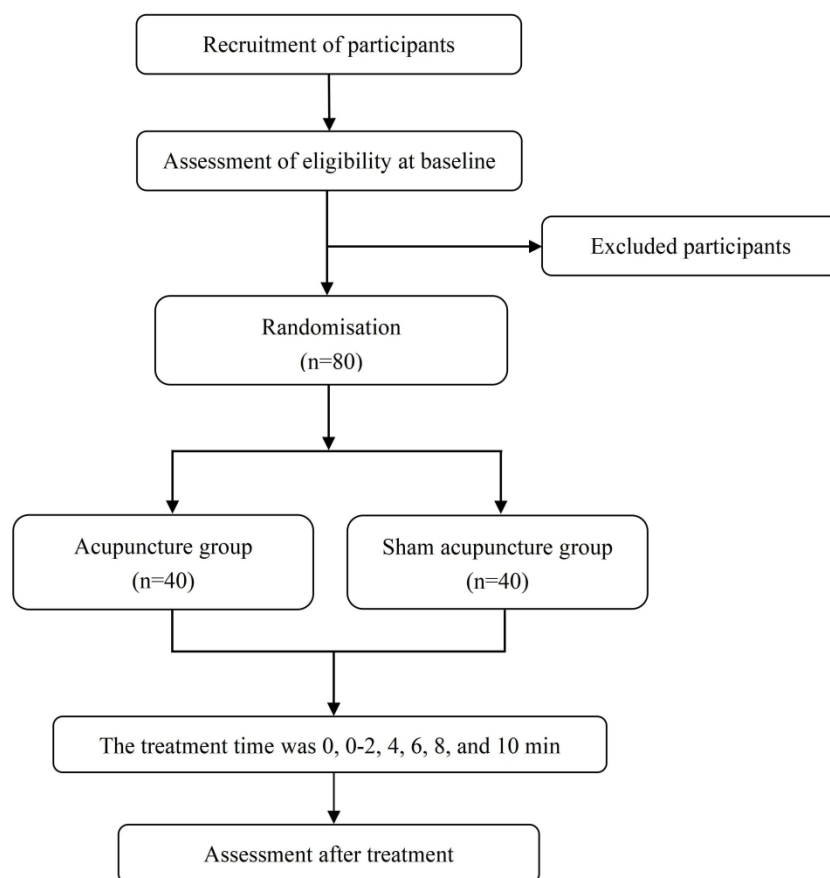 Recruitment of participants
Assessment of eligibility at baseline
Excluded participants
Randomisation
(n=80)
Acupuncture group
(n=40)
Sham acupuncture group
(n=40)
The treatment time was 0, 0-2, 4, 6, 8, and 10 min
Assessment after treatment